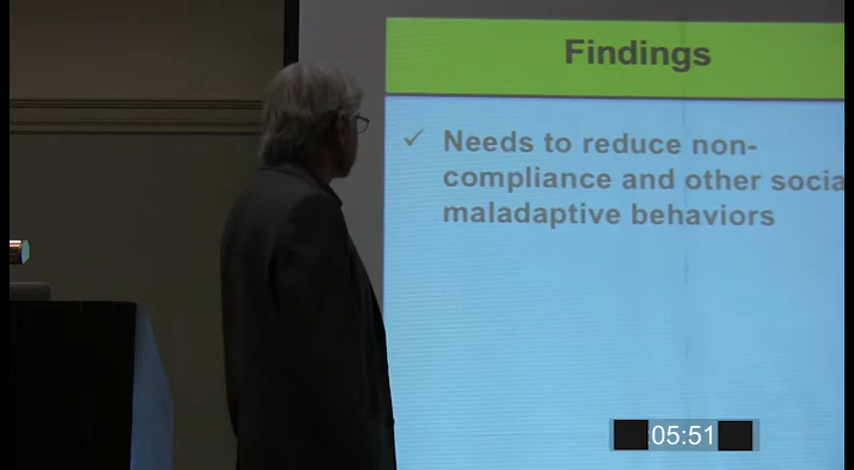 Findings
✓ Needs to reduce non-
compliance and other socia
maladaptive behaviors
05:51